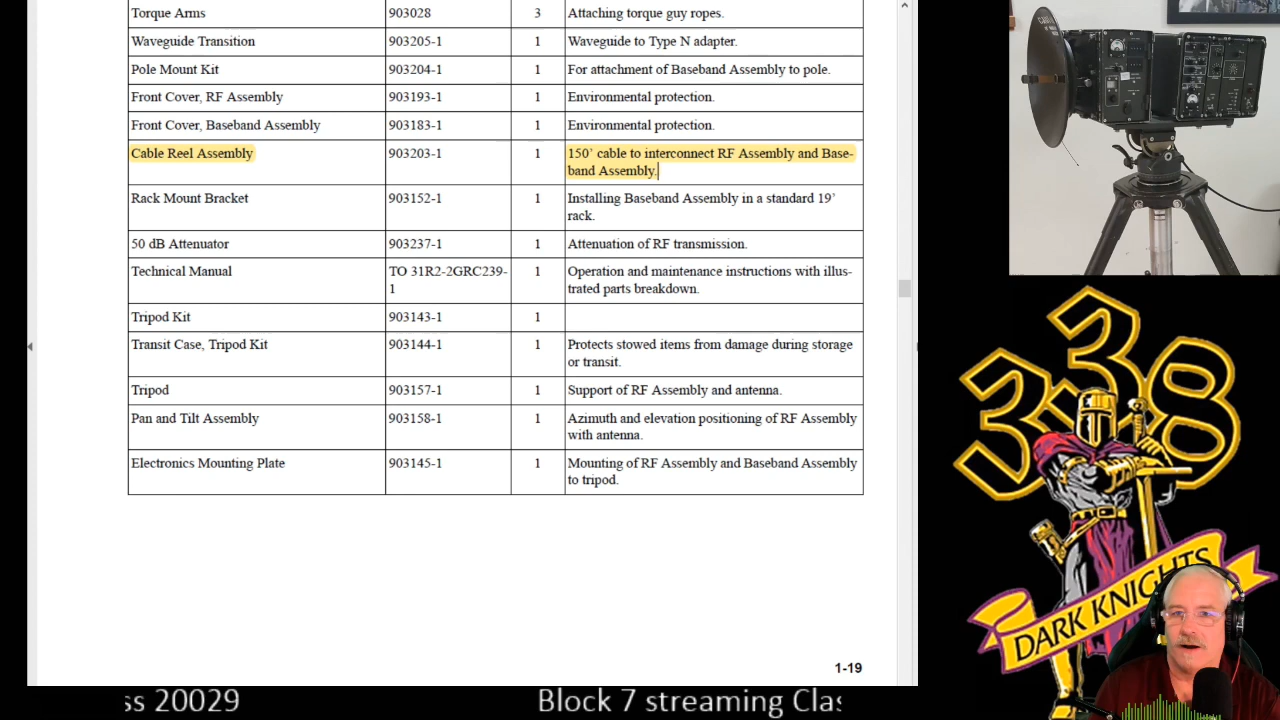 Torque Arms 903028 3 Attaching torque guy ropes.
Waveguide Transition 903205-1 1 Waveguide to Type N adapter.
Pole Mount Kit 903204-1 1 For attachment of Baseband Assembly to pole.
Front Cover, RF Assembly 903193-1 1 Environmental protection.
Front Cover, Baseband Assembly 903183-1 1 Environmental protection.
Cable Reel Assembly 903203-1 1 150’ cable to interconnect RF Assembly and Base-
band Assembly.
Rack Mount Bracket 903152-1 1 Installing Baseband Assembly in a standard 19’
rack.
50 dB Attenuator 903237-1 1 Attenuation of RF transmission.
Technical Manual TO 31R2-2GRC239- 1 Operation and maintenance instructions with illus-
1 trated parts breakdown.
Tripod Kit 903143-1 1
Transit Case, Tripod Kit 903144-1 1 Protects stowed items from damage during storage
or transit.
Tripod 903157-1 1 Support of RF Assembly and antenna.
Pan and Tilt Assembly 903158-1 1 Azimuth and elevation positioning of RF Assembly
with antenna.
Electronics Mounting Plate 903145-1 1 Mounting of RF Assembly and Baseband Assembly
to tripod.
1-19
338
DARK KNIGHTS
ss 20029 Block 7 streaming Clas